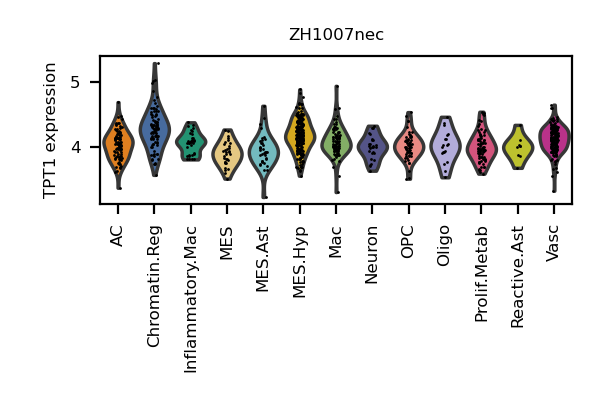 ZH1007nec
TPT1 expression
5
4
AC
Chromatin.Reg
Inflammatory.Mac
MES
MES.Ast
MES.Hyp
Mac
Neuron
OPC
Oligo
Prolif.Metab
Reactive.Ast
Vasc